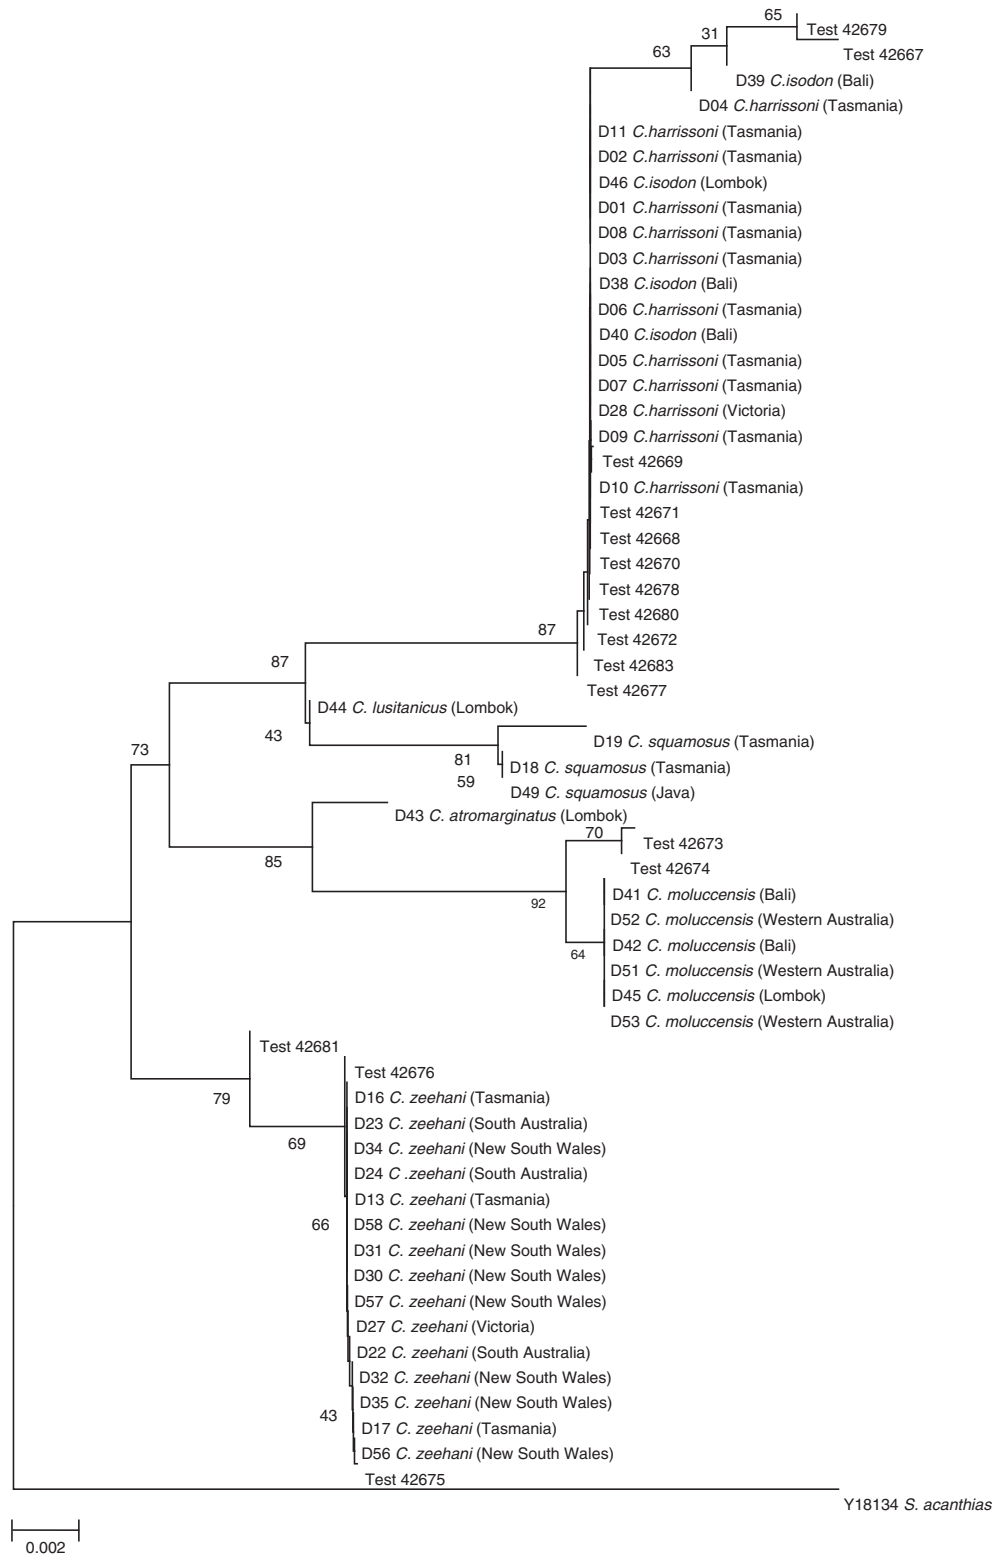 65
Test 42679
31
63
Test 42667
D39 C.isodon (Bali)
D04 C.harrissoni (Tasmania)
D11 C.harrissoni (Tasmania)
D02 C.harrissoni (Tasmania)
D46 C.isodon (Lombok)
D01 C.harrissoni (Tasmania)
D08 C.harrissoni (Tasmania)
D03 C.harrissoni (Tasmania)
D38 C.isodon (Bali)
D06 C.harrissoni (Tasmania)
D40 C.isodon (Bali)
D05 C.harrissoni (Tasmania)
D07 C.harrissoni (Tasmania)
D28 C.harrissoni (Victoria)
D09 C.harrissoni (Tasmania)
Test 42669
D10 C.harrissoni (Tasmania)
Test 42671
Test 42668
Test 42670
Test 42678
Test 42680
87
Test 42672
87
Test 42683
Test 42677
D44 C. lusitanicus (Lombok)
43
D19 C. squamosus (Tasmania)
73
81
D18 C. squamosus (Tasmania)
59
D49 C. squamosus (Java)
D43 C. atromarginatus (Lombok)
70
Test 42673
85
Test 42674
D41 C. moluccensis (Bali)
92
D52 C. moluccensis (Western Australia)
D42 C. moluccensis (Bali)
64
D51 C. moluccensis (Western Australia)
D45 C. moluccensis (Lombok)
D53 C. moluccensis (Western Australia)
Test 42681
Test 42676
79
D16 C. zeehani (Tasmania)
D23 C. zeehani (South Australia)
69
D34 C. zeehani (New South Wales)
D24 C .zeehani (South Australia)
D13 C. zeehani (Tasmania)
66
D58 C. zeehani (New South Wales)
D31 C. zeehani (New South Wales)
D30 C. zeehani (New South Wales)
D57 C. zeehani (New South Wales)
D27 C. zeehani (Victoria)
D22 C. zeehani (South Australia)
D32 C. zeehani (New South Wales)
D35 C. zeehani (New South Wales)
43
D17 C. zeehani (Tasmania)
D56 C. zeehani (New South Wales)
Test 42675
Y18134 S. acanthias
0.002